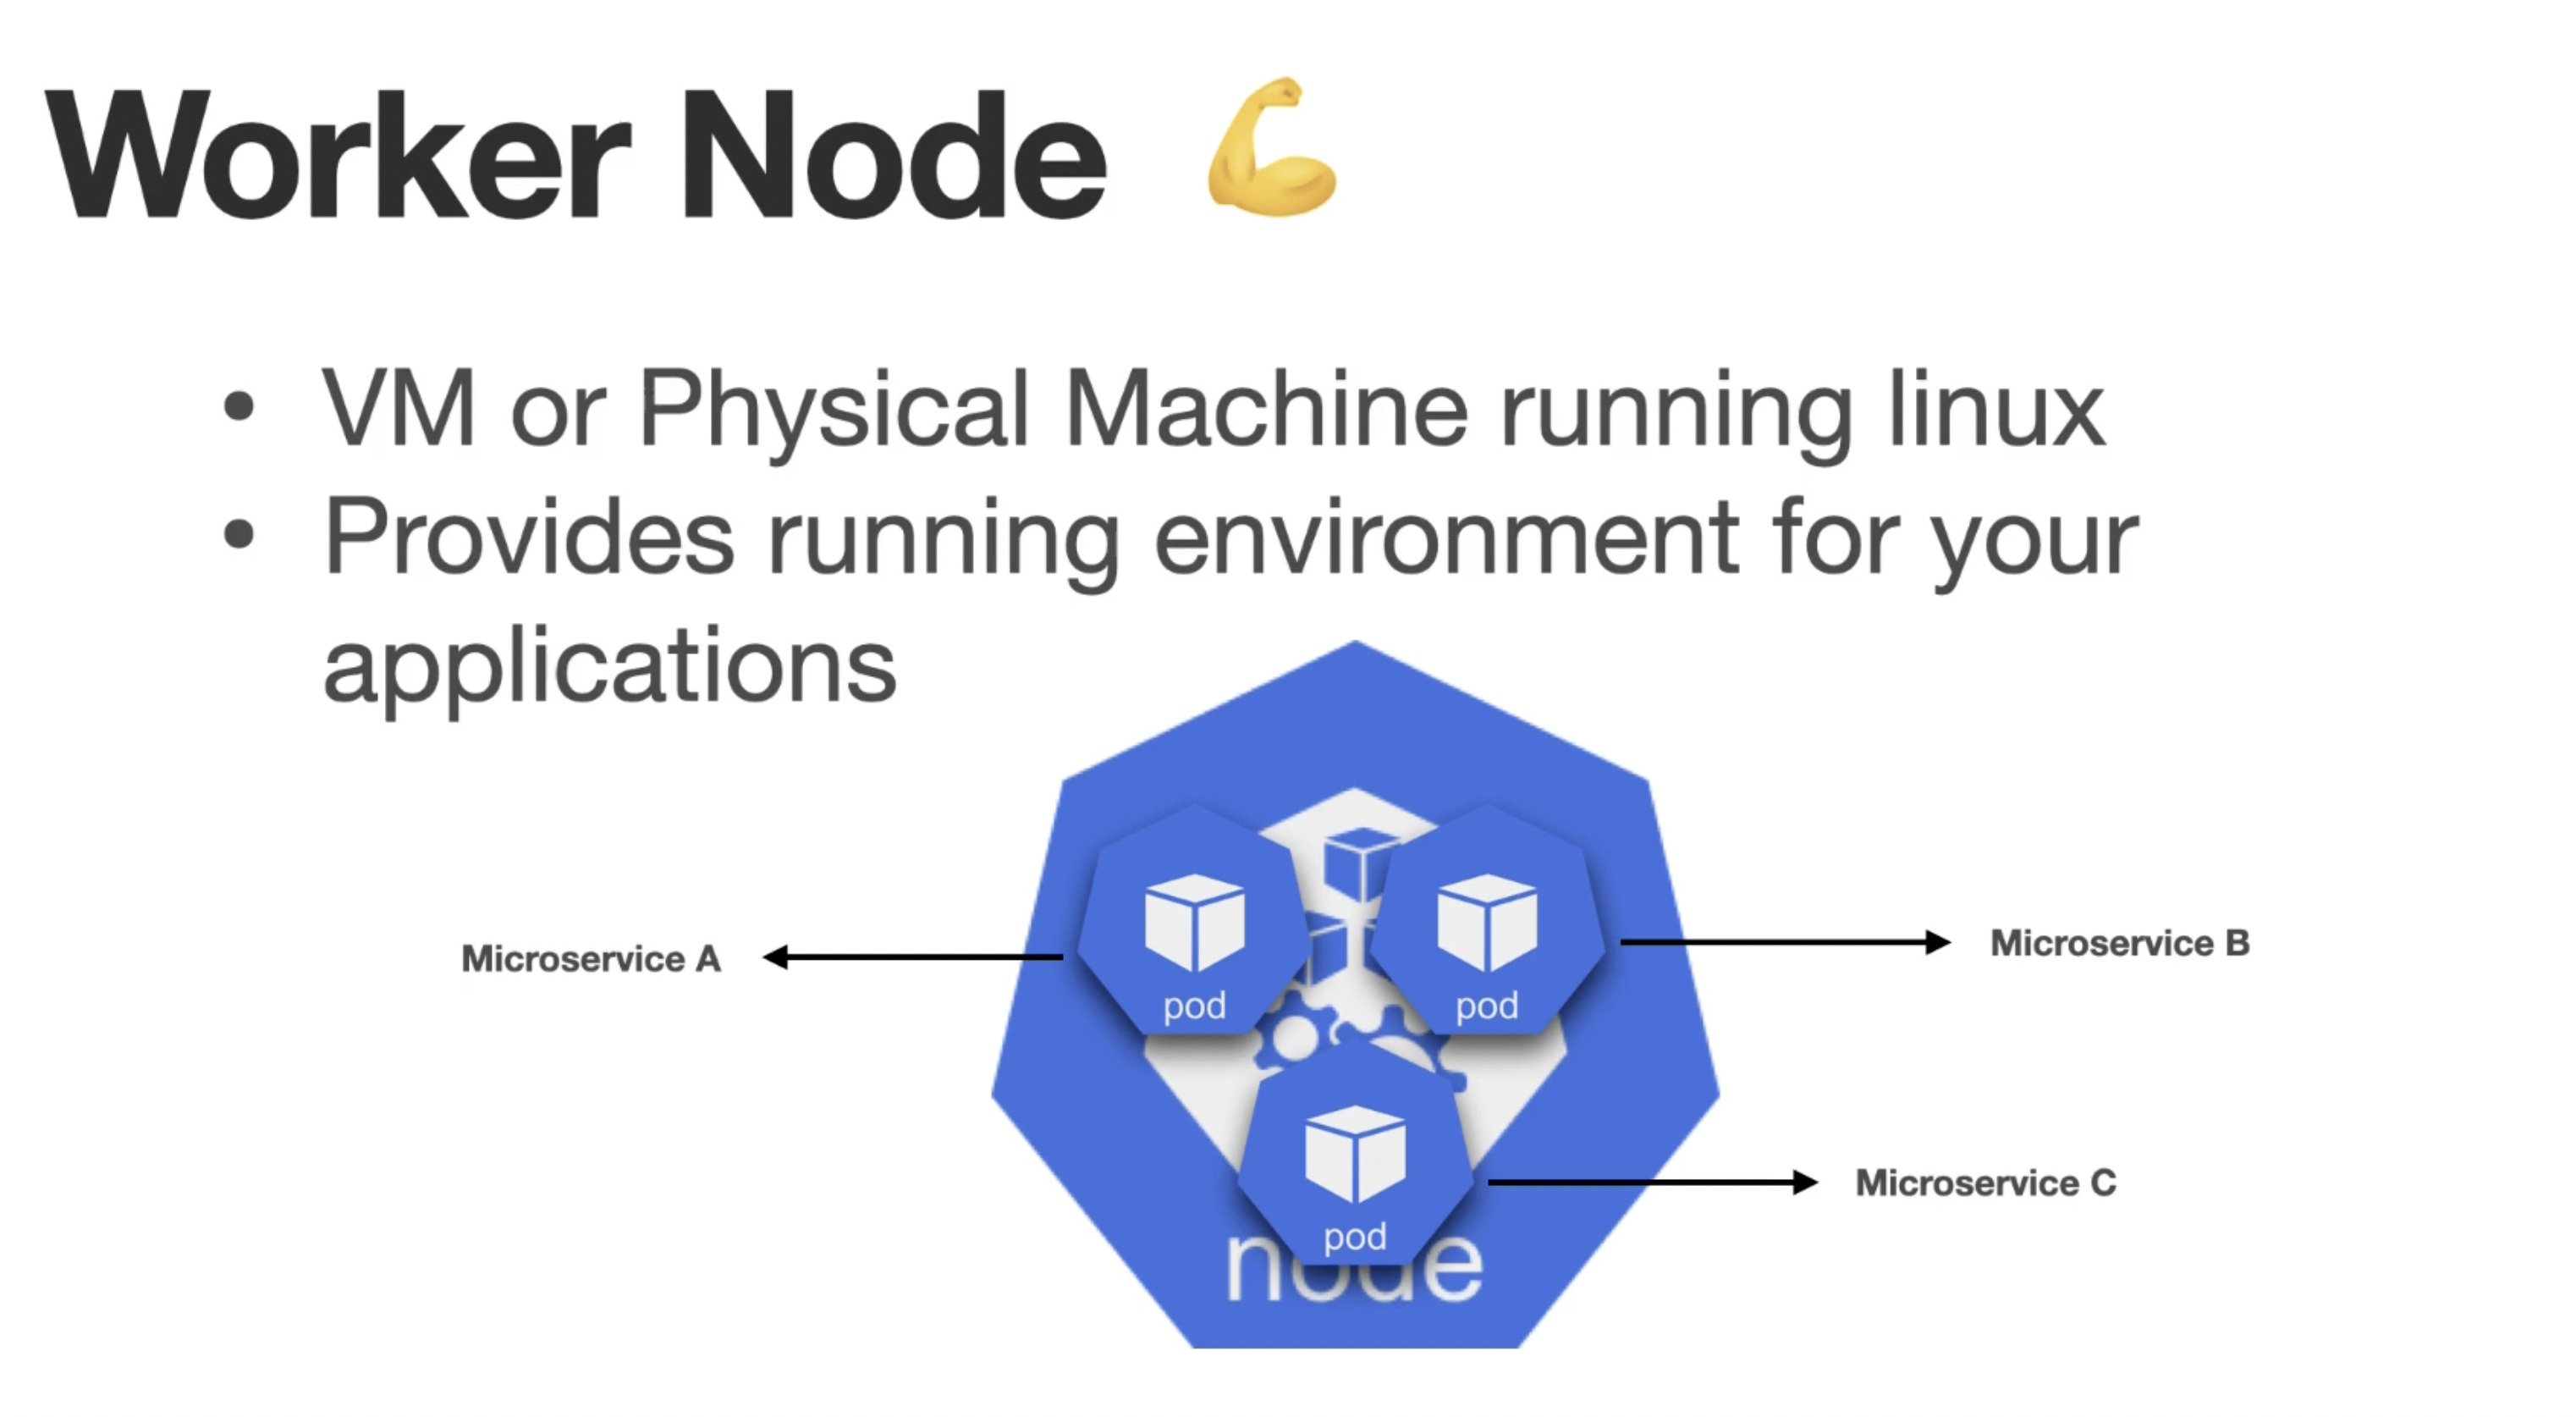 Worker Node 💪
• VM or Physical Machine running linux
• Provides running environment for your
applications
Microservice A
pod
pod
Microservice B
pod
Microservice C
node